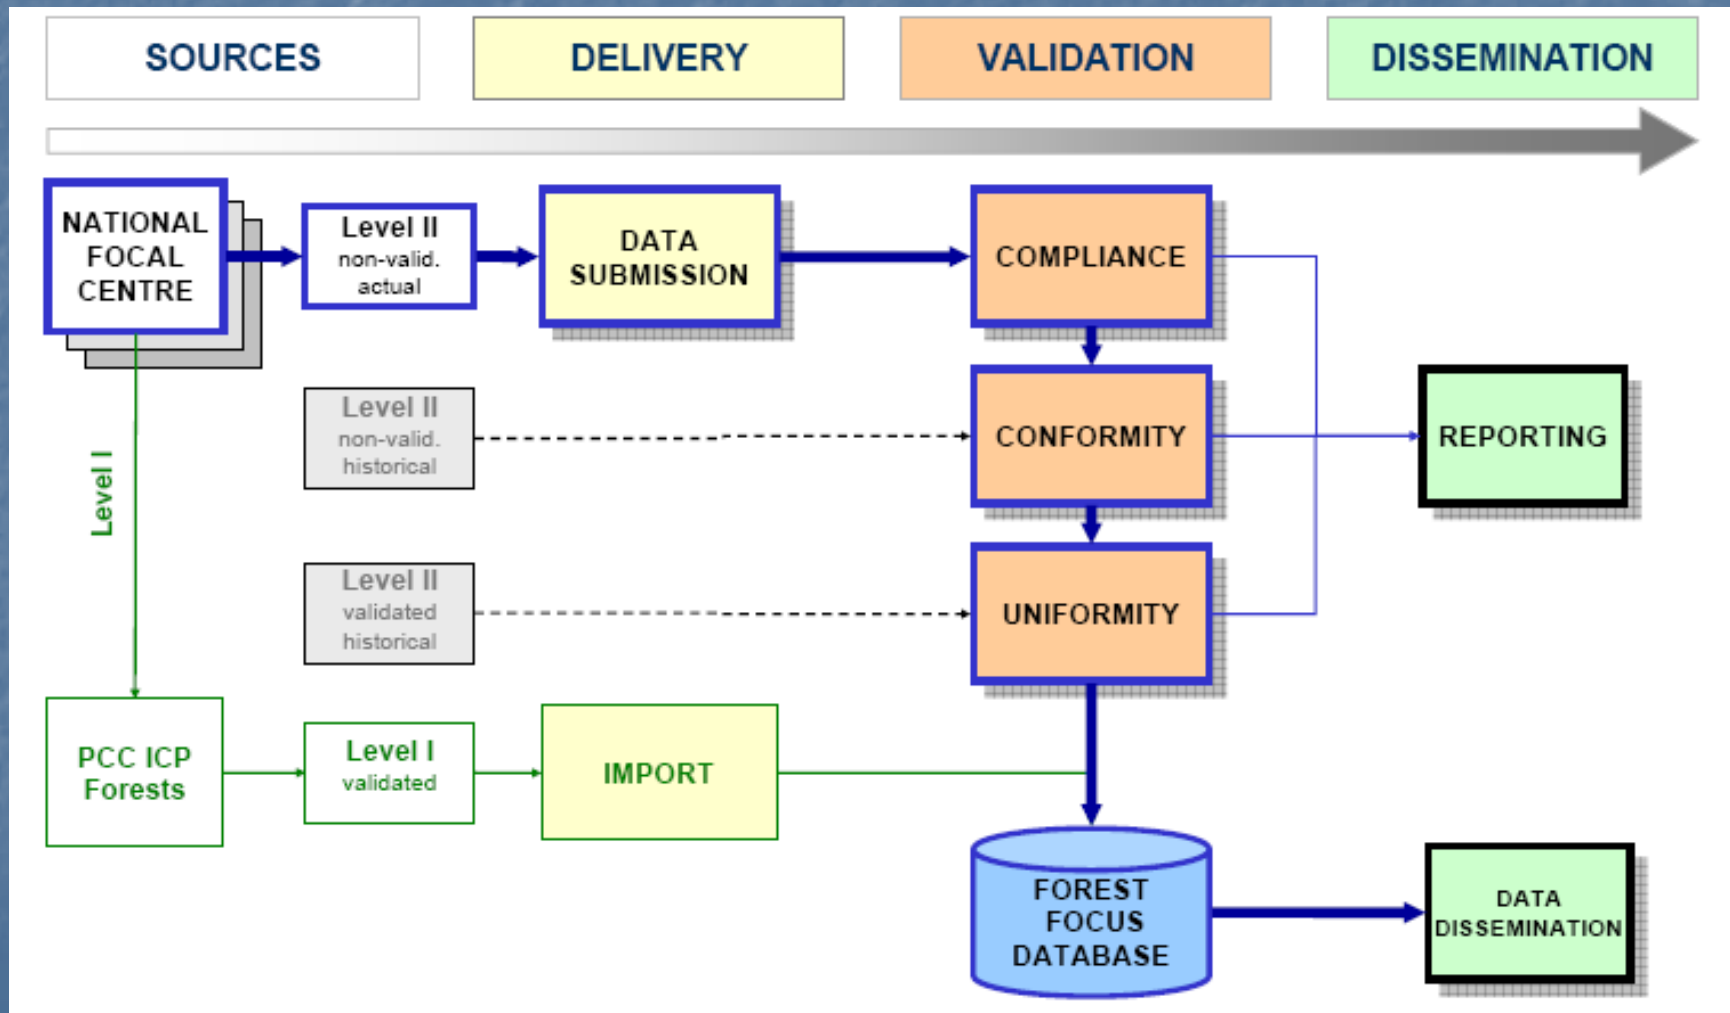 SOURCES
DELIVERY
VALIDATION
DISSEMINATION
NATIONAL
FOCAL
CENTRE
Level II
non-valid.
actual
DATA
SUBMISSION
COMPLIANCE
Level II
non-valid.
historical
CONFORMITY
REPORTING
Level I
Level II
validated
historical
UNIFORMITY
PCC ICP
Forests
Level I
validated
IMPORT
FOREST
FOCUS
DATABASE
DATA
DISSEMINATION